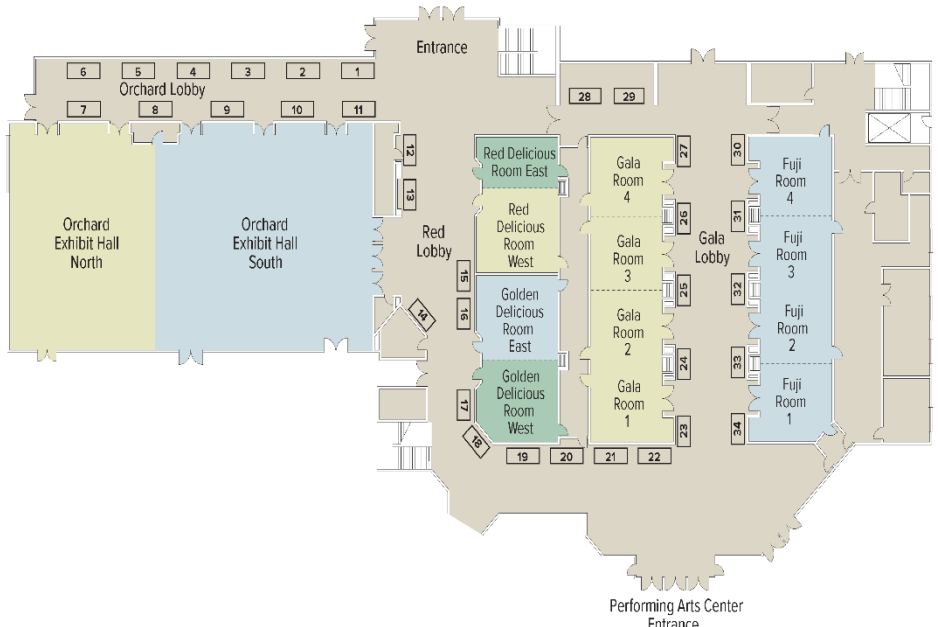 Entrance
6
5
4
3
2
1
Orchard Lobby
7
8
9
10
11
28
29
12
13
Orchard
Exhibit Hall
North
Orchard
Exhibit Hall
South
Red
Lobby
14
15
16
17
18
Red Delicious
Room East
Red
Delicious
Room
West
Golden
Delicious
Room
East
Golden
Delicious
Room
West
19
20
21
22
Gala
Room
4
Gala
Room
3
Gala
Room
2
Gala
Room
1
27
26
25
24
23
Gala
Lobby
30
31
32
33
34
Fuji
Room
4
Fuji
Room
3
Fuji
Room
2
Fuji
Room
1
Performing Arts Center
Entrance